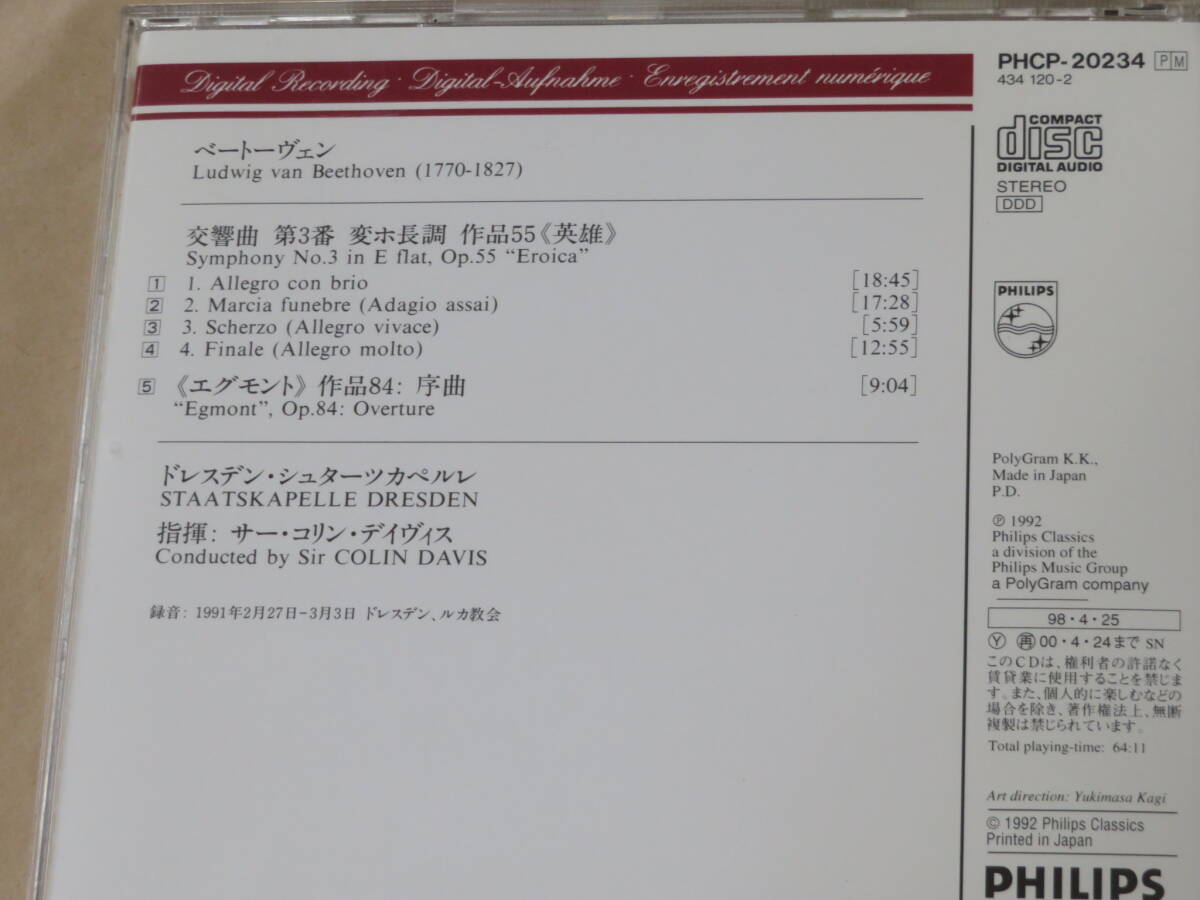 Digital Recording · Digital-Aufnahme · Enregistrement numérique
ベートーヴェン
Ludwig van Beethoven (1770-1827)
交響曲 第3番 変ホ長調 作品55《英雄》
Symphony No.3 in E flat, Op.55 “Eroica”
1 1. Allegro con brio [18:45]
2 2. Marcia funebre (Adagio assai) [17:28]
3 3. Scherzo (Allegro vivace) [5:59]
4 4. Finale (Allegro molto) [12:55]
5 《エグモント》 作品84: 序曲 [9:04]
“Egmont”, Op.84: Overture
ドレスデン・シュターツカペルレ
STAATSKAPELLE DRESDEN
指揮: サー・コリン・デイヴィス
Conducted by Sir COLIN DAVIS
録音: 1991年2月27日-3月3日 ドレスデン、ルカ教会
PHCP-20234 PM
434 120-2
COMPACT
disc
DIGITAL AUDIO
STEREO
DDD
PHILIPS
PolyGram K.K.,
Made in Japan
P.D.
℗ 1992
Philips Classics
a division of the
Philips Music Group
a PolyGram company
98・4・25
Ⓨ ㊢00・4・24まで SN
このCDは、権利者の許諾なく
賃貸業に使用することを禁じま
す。また、個人的に楽しむなどの
場合を除き、著作権法上、無断
複製は禁じられています。
Total playing-time: 64:11
Art direction: Yukimasa Kagi
© 1992 Philips Classics
Printed in Japan
PHILIPS